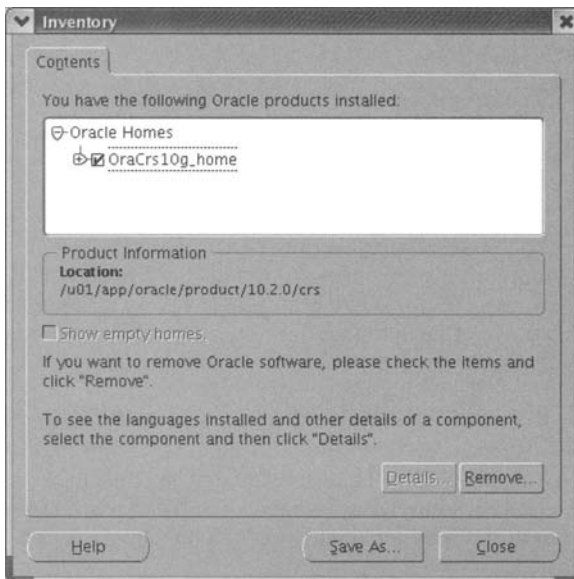 Inventory
Contents
You have the following Oracle products installed:
Oracle Homes
OraCrs10g_home
Product Information
Location:
/u01/app/oracle/product/10.2.0/crs
Show empty homes.
If you want to remove Oracle software, please check the items and
click "Remove".
To see the languages installed and other details of a component,
select the component and then click "Details".
Details... Remove...
Help Save As... Close